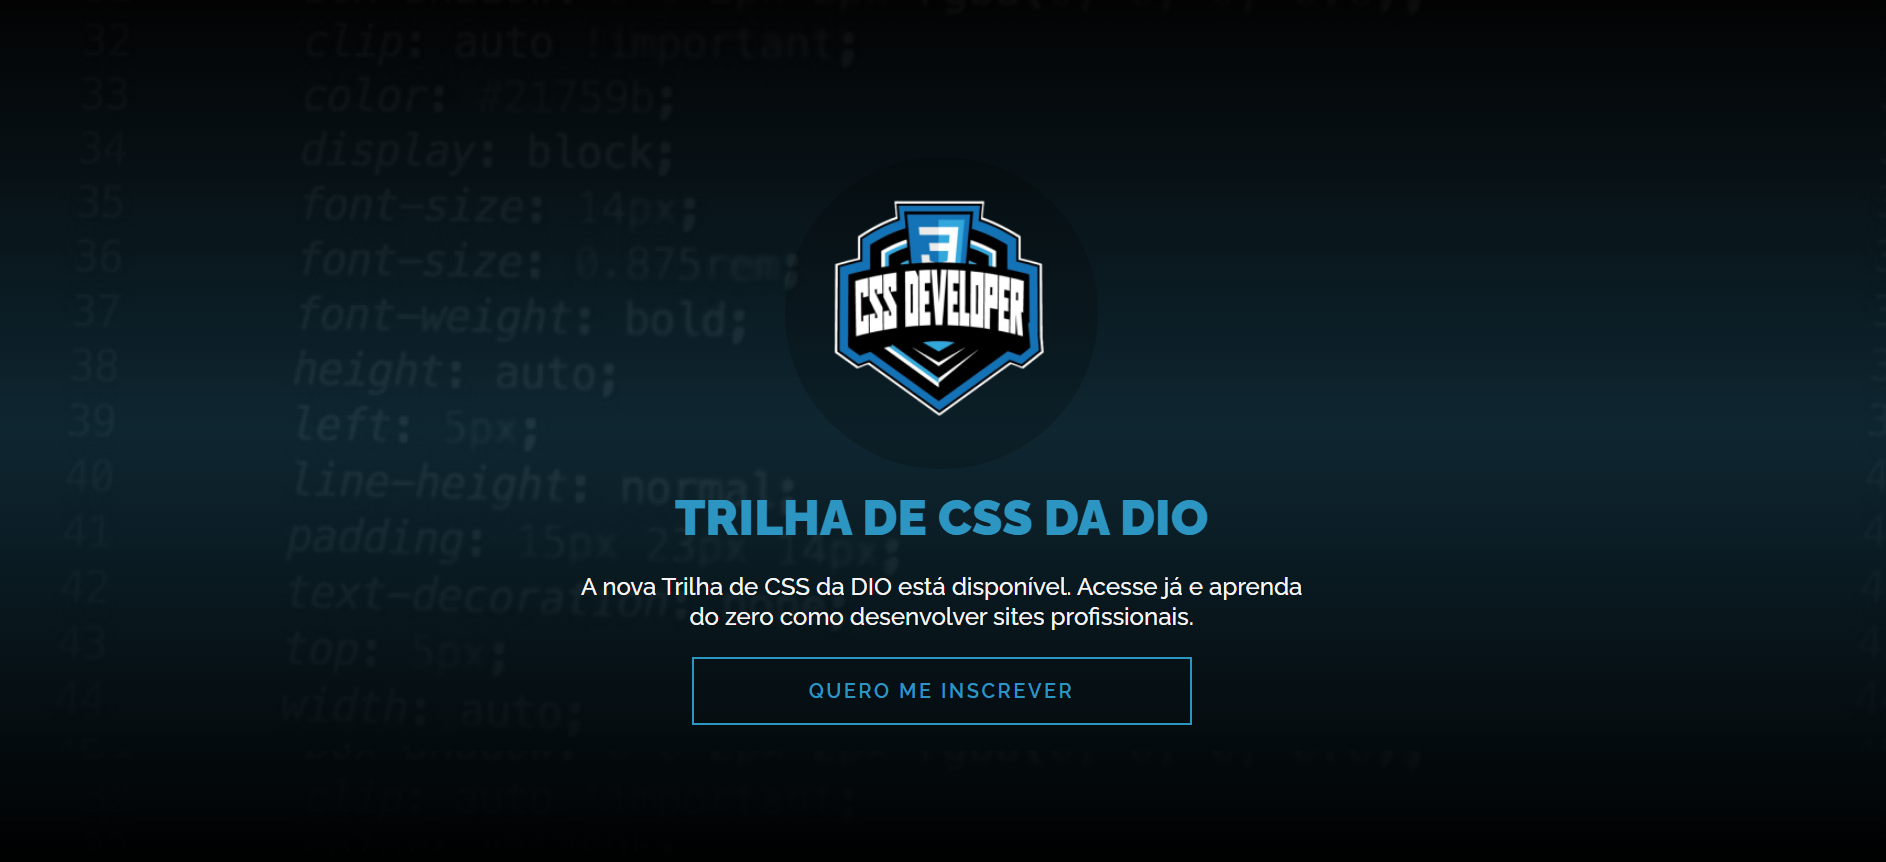 32 clip: auto !important;
33 color: #21759b;
34 display: block;
35 font-size: 14px;
36 font-size: 0.875rem;
37 font-weight: bold;
38 height: auto;
39 left: 5px;
40 line-height: normal;
41 padding: 15px 23px 14px;
42 text-decoration:
43 top: 5px;
44 width: auto;
clip: auto !important;
3
CSS DEVELOPER
TRILHA DE CSS DA DIO
A nova Trilha de CSS da DIO está disponível. Acesse já e aprenda
do zero como desenvolver sites profissionais.
QUERO ME INSCREVER